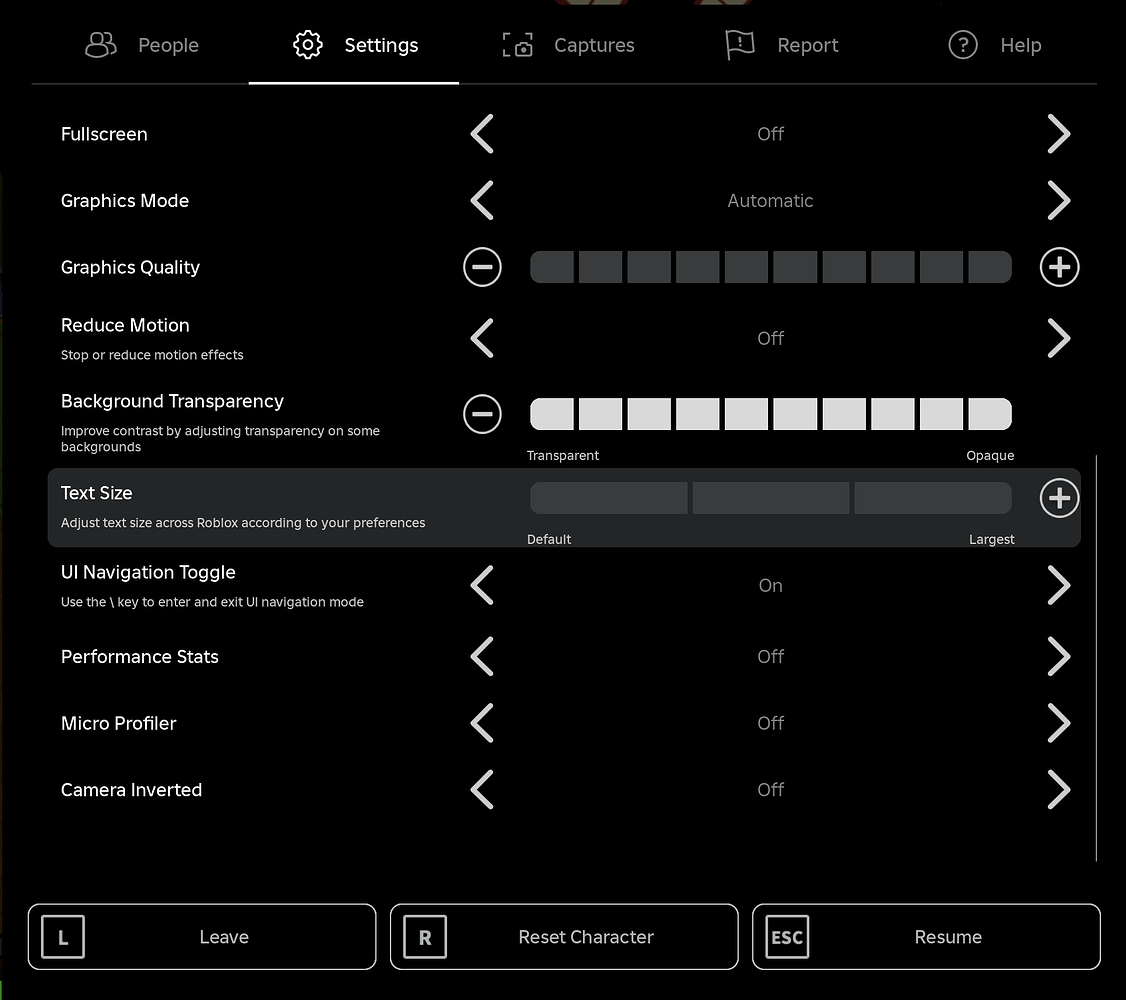 People
Settings
Captures
Report
? Help
Fullscreen
Off
Graphics Mode
Automatic
Graphics Quality
Reduce Motion
Stop or reduce motion effects
Off
Background Transparency
Improve contrast by adjusting transparency on some
backgrounds
Transparent
Opaque
Text Size
Adjust text size across Roblox according to your preferences
Default
Largest
UI Navigation Toggle
Use the \ key to enter and exit UI navigation mode
On
Performance Stats
Off
Micro Profiler
Off
Camera Inverted
Off
L Leave
R Reset Character
ESC Resume